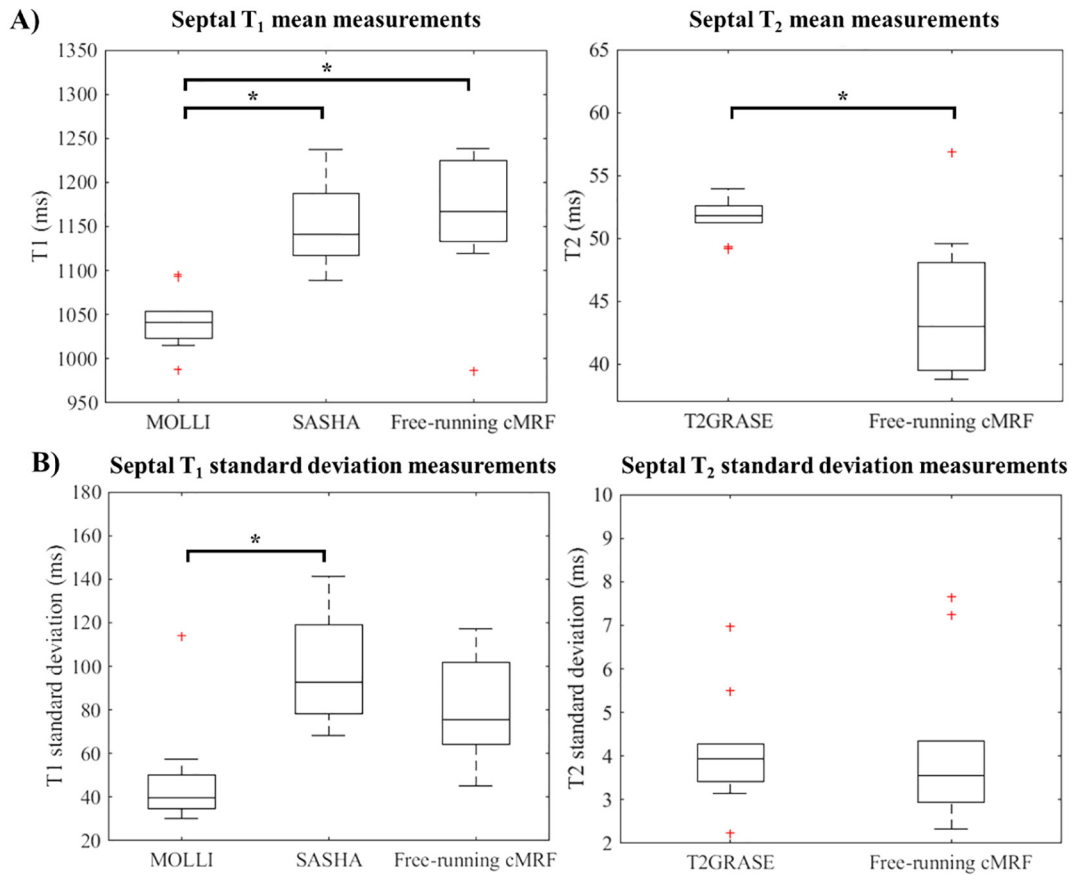 A)
Septal T₁ mean measurements
1350
1300
1250
1200
1150
1100
1050
1000
950
T1 (ms)
*
*
MOLLI
SASHA
Free-running cMRF
Septal T₂ mean measurements
65
60
55
50
45
40
T2 (ms)
*
T2GRASE
Free-running cMRF
B)
Septal T₁ standard deviation measurements
180
160
140
120
100
80
60
40
20
T1 standard deviation (ms)
*
MOLLI
SASHA
Free-running cMRF
Septal T₂ standard deviation measurements
10
9
8
7
6
5
4
3
2
T2 standard deviation (ms)
T2GRASE
Free-running cMRF